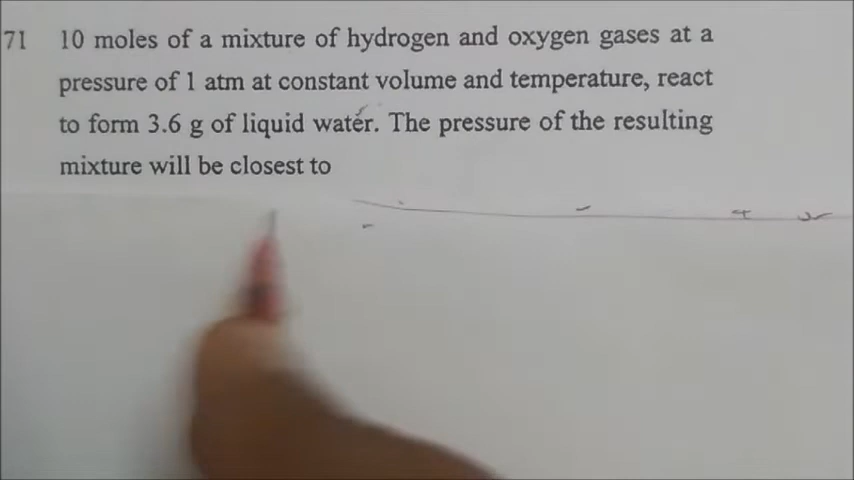 71 10 moles of a mixture of hydrogen and oxygen gases at a
pressure of 1 atm at constant volume and temperature, react
to form 3.6 g of liquid water. The pressure of the resulting
mixture will be closest to